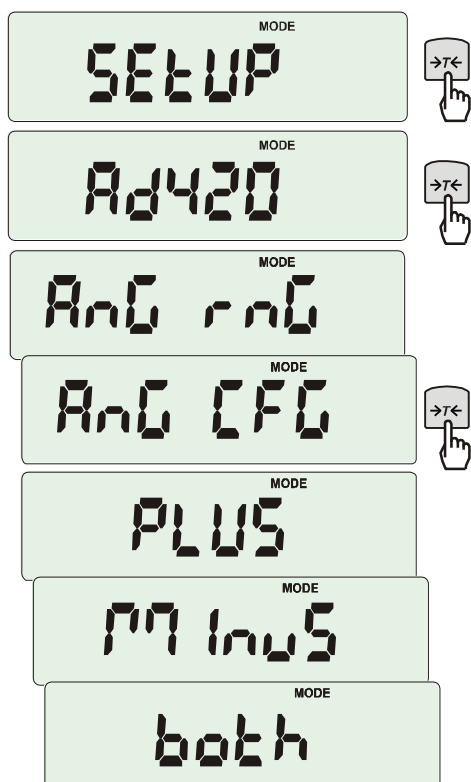 MODE
SEtUP
→T←
MODE
Ad420
→T←
MODE
AnG rnG
MODE
AnG CFG
→T←
MODE
PLUS
MODE
MInuS
MODE
both